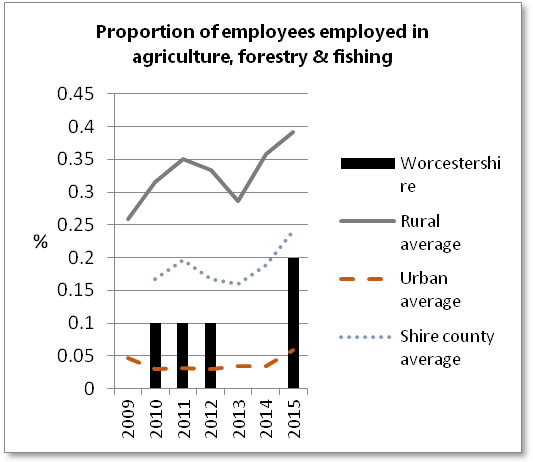 Proportion of employees employed in
agriculture, forestry & fishing
0.45
0.4
0.35
0.3
0.25
0.2
0.15
0.1
0.05
0
%
2009
2010
2011
2012
2013
2014
2015
Worcestershi
re
Rural
average
Urban
average
Shire county
average